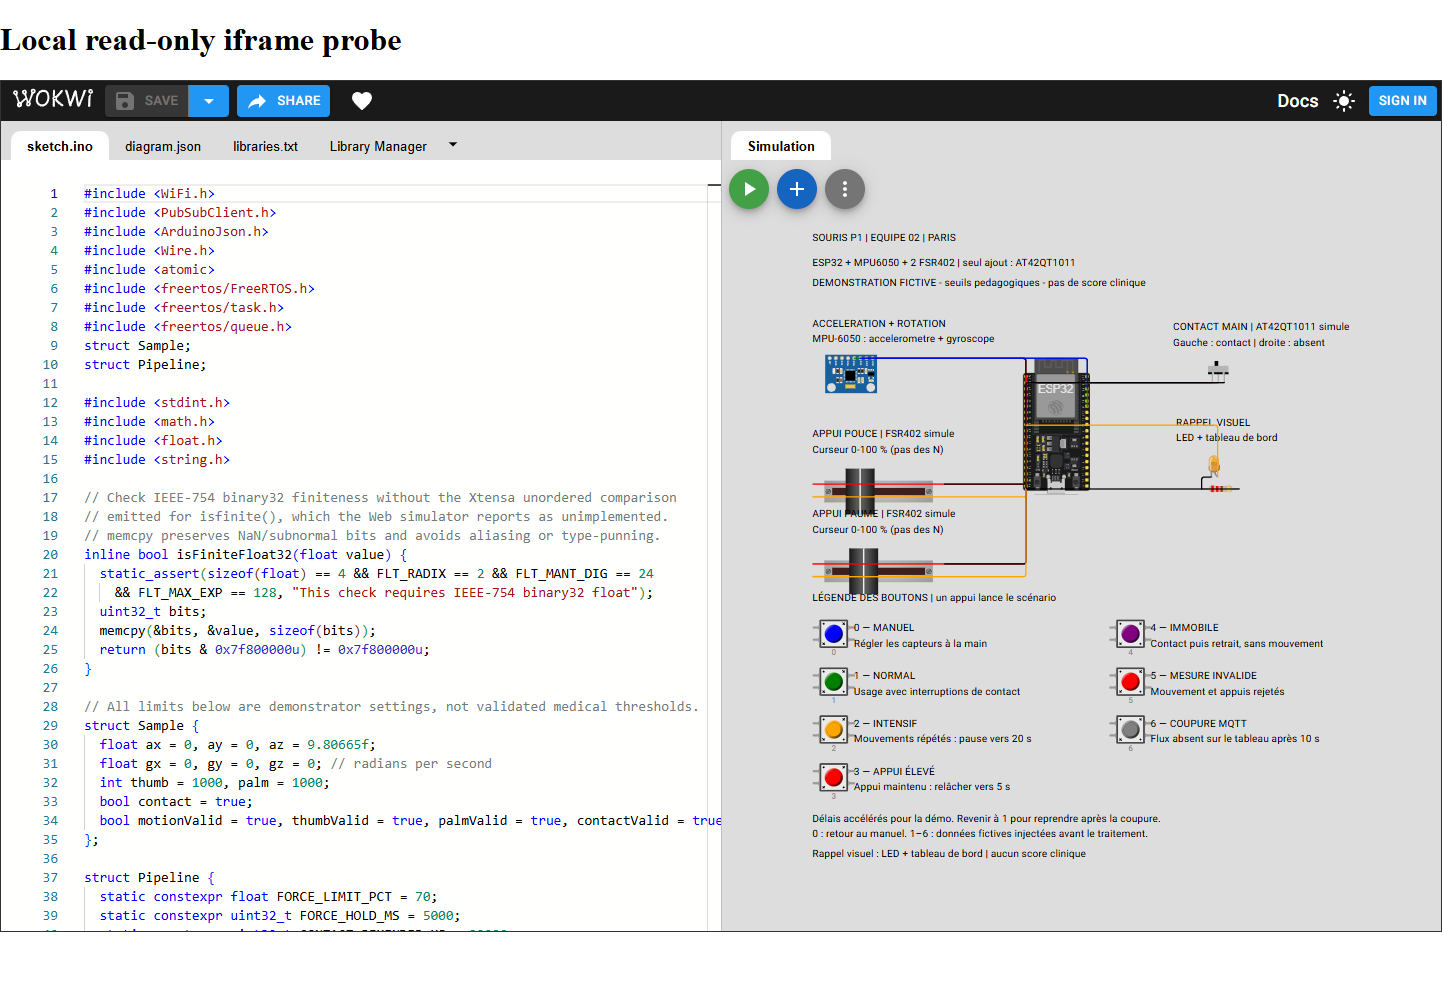 Local read-only iframe probe
WOKWI
SAVE
SHARE
Docs
SIGN IN
sketch.ino
diagram.json
libraries.txt
Library Manager
1 #include <WiFi.h>
2 #include <PubSubClient.h>
3 #include <ArduinoJson.h>
4 #include <Wire.h>
5 #include <atomic>
6 #include <freertos/FreeRTOS.h>
7 #include <freertos/task.h>
8 #include <freertos/queue.h>
9 struct Sample;
10 struct Pipeline;
11
12 #include <stdint.h>
13 #include <math.h>
14 #include <float.h>
15 #include <string.h>
16
17 // Check IEEE-754 binary32 finiteness without the Xtensa unordered comparison
18 // emitted for isfinite(), which the Web simulator reports as unimplemented.
19 // memcpy preserves NaN/subnormal bits and avoids aliasing or type-punning.
20 inline bool isFiniteFloat32(float value) {
21 static_assert(sizeof(float) == 4 && FLT_RADIX == 2 && FLT_MANT_DIG == 24
22 && FLT_MAX_EXP == 128, "This check requires IEEE-754 binary32 float");
23 uint32_t bits;
24 memcpy(&bits, &value, sizeof(bits));
25 return (bits & 0x7f800000u) != 0x7f800000u;
26 }
27
28 // All limits below are demonstrator settings, not validated medical thresholds.
29 struct Sample {
30 float ax = 0, ay = 0, az = 9.80665f;
31 float gx = 0, gy = 0, gz = 0; // radians per second
32 int thumb = 1000, palm = 1000;
33 bool contact = true;
34 bool motionValid = true, thumbValid = true, palmValid = true, contactValid = true
35 };
36
37 struct Pipeline {
38 static constexpr float FORCE_LIMIT_PCT = 70;
39 static constexpr uint32_t FORCE_HOLD_MS = 5000;
Simulation
SOURIS P1 | EQUIPE 02 | PARIS
ESP32 + MPU6050 + 2 FSR402 | seul ajout : AT42QT1011
DEMONSTRATION FICTIVE - seuils pedagogiques - pas de score clinique
ACCELERATION + ROTATION
MPU-6050 : accelerometre + gyroscope
CONTACT MAIN | AT42QT1011 simule
Gauche : contact | droite : absent
ESP32
RAPPEL VISUEL
LED + tableau de bord
APPUI POUCE | FSR402 simule
Curseur 0-100 % (pas des N)
APPUI PAUME | FSR402 simule
Curseur 0-100 % (pas des N)
LÉGENDE DES BOUTONS | un appui lance le scénario
0 — MANUEL
Régler les capteurs à la main
0
1 — NORMAL
Usage avec interruptions de contact
1
2 — INTENSIF
Mouvements répétés : pause vers 20 s
2
3 — APPUI ÉLEVÉ
Appui maintenu : relâcher vers 5 s
3
4 — IMMOBILE
Contact puis retrait, sans mouvement
4
5 — MESURE INVALIDE
Mouvement et appuis rejetés
5
6 — COUPURE MQTT
Flux absent sur le tableau après 10 s
6
Délais accélérés pour la démo. Revenir à 1 pour reprendre après la coupure.
0 : retour au manuel. 1–6 : données fictives injectées avant le traitement.
Rappel visuel : LED + tableau de bord | aucun score clinique